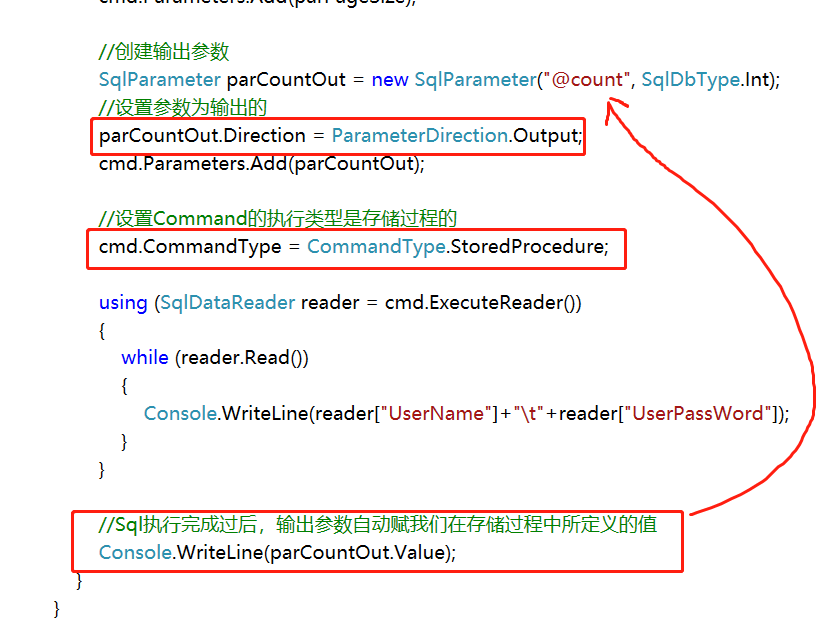 cmd.Parameters.Add(parPageSize);
//创建输出参数
SqlParameter parCountOut = new SqlParameter("@count", SqlDbType.Int);
//设置参数为输出的
parCountOut.Direction = ParameterDirection.Output;
cmd.Parameters.Add(parCountOut);
//设置Command的执行类型是存储过程的
cmd.CommandType = CommandType.StoredProcedure;
using (SqlDataReader reader = cmd.ExecuteReader())
{
while (reader.Read())
{
Console.WriteLine(reader["UserName"]+"\t"+reader["UserPassWord"]);
}
}
//Sql执行完成过后，输出参数自动赋我们在存储过程中所定义的值
Console.WriteLine(parCountOut.Value);
}
}